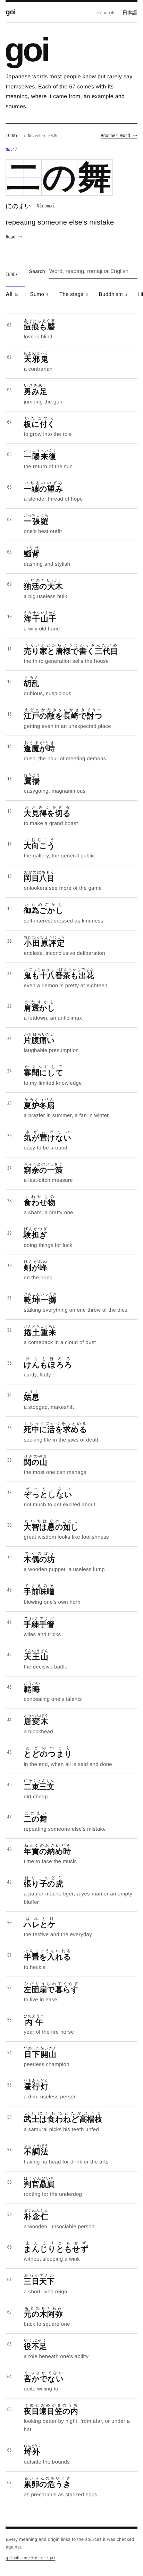 goi
67 words
日本語
goi
Japanese words most people know but rarely say
themselves. Each of the 67 comes with its
meaning, where it came from, an example and
sources.
TODAY 7 November 2026
Another word →
No.47
二の舞
にのまい Ninomai
repeating someone else's mistake
Read →
INDEX
Search Word, reading, romaji or English
All 67 Sumo 4 The stage 8 Buddhism 5 Hi
01 痘痕も靨
love is blind
02 天邪鬼
a contrarian
03 勇み足
jumping the gun
04 板に付く
to grow into the role
05 一陽来復
the return of the sun
06 一縷の望み
a slender thread of hope
07 一張羅
one's best outfit
08 鯔背
dashing and stylish
09 独活の大木
a big useless hulk
10 海千山千
a wily old hand
11 売り家と唐様で書く三代目
the third generation sells the house
12 胡乱
dubious, suspicious
13 江戸の敵を長崎で討つ
getting even in an unexpected place
14 逢魔が時
dusk, the hour of meeting demons
15 鷹揚
easygoing, magnanimous
16 大見得を切る
to make a grand boast
17 大向こう
the gallery; the general public
18 岡目八目
onlookers see more of the game
19 御為ごかし
self-interest dressed as kindness
20 小田原評定
endless, inconclusive deliberation
21 鬼も十八番茶も出花
even a demon is pretty at eighteen
22 肩透かし
a letdown, an anticlimax
23 片腹痛い
laughable presumption
24 寡聞にして
to my limited knowledge
25 夏炉冬扇
a brazier in summer, a fan in winter
26 気が置けない
easy to be around
27 窮余の一策
a last-ditch measure
28 食わせ物
a sham; a crafty one
29 験担ぎ
doing things for luck
30 剣が峰
on the brink
31 乾坤一擲
staking everything on one throw of the dice
32 捲土重来
a comeback in a cloud of dust
33 けんもほろろ
curtly, flatly
34 姑息
a stopgap, makeshift
35 死中に活を求める
seeking life in the jaws of death
36 関の山
the most one can manage
37 ぞっとしない
not much to get excited about
38 大智は愚の如し
great wisdom looks like foolishness
39 木偶の坊
a wooden puppet; a useless lump
40 手前味噌
blowing one's own horn
41 手練手管
wiles and tricks
42 天王山
the decisive battle
43 韜晦
concealing one's talents
44 唐変木
a blockhead
45 とどのつまり
in the end, when all is said and done
46 二束三文
dirt cheap
47 二の舞
repeating someone else's mistake
48 年貢の納め時
time to face the music
49 張り子の虎
a papier-mâché tiger; a yes-man or an empty
bluffer
50 ハレとケ
the festive and the everyday
51 半畳を入れる
to heckle
52 左団扇で暮らす
to live in ease
53 丙午
year of the fire horse
54 日下開山
peerless champion
55 昼行灯
a dim, useless person
56 武士は食わねど高楊枝
a samurai picks his teeth unfed
57 不調法
having no head for drink or the arts
58 判官贔屓
rooting for the underdog
59 朴念仁
a wooden, unsociable person
60 まんじりともせず
without sleeping a wink
61 三日天下
a short-lived reign
62 元の木阿弥
back to square one
63 役不足
a role beneath one's ability
64 吝かでない
quite willing to
65 夜目遠目笠の内
looking better by night, from afar, or under a
hat
66 埒外
outside the bounds
67 累卵の危うき
as precarious as stacked eggs
Every meaning and origin links to the sources it was checked
against.
github.com/0-draft/goi